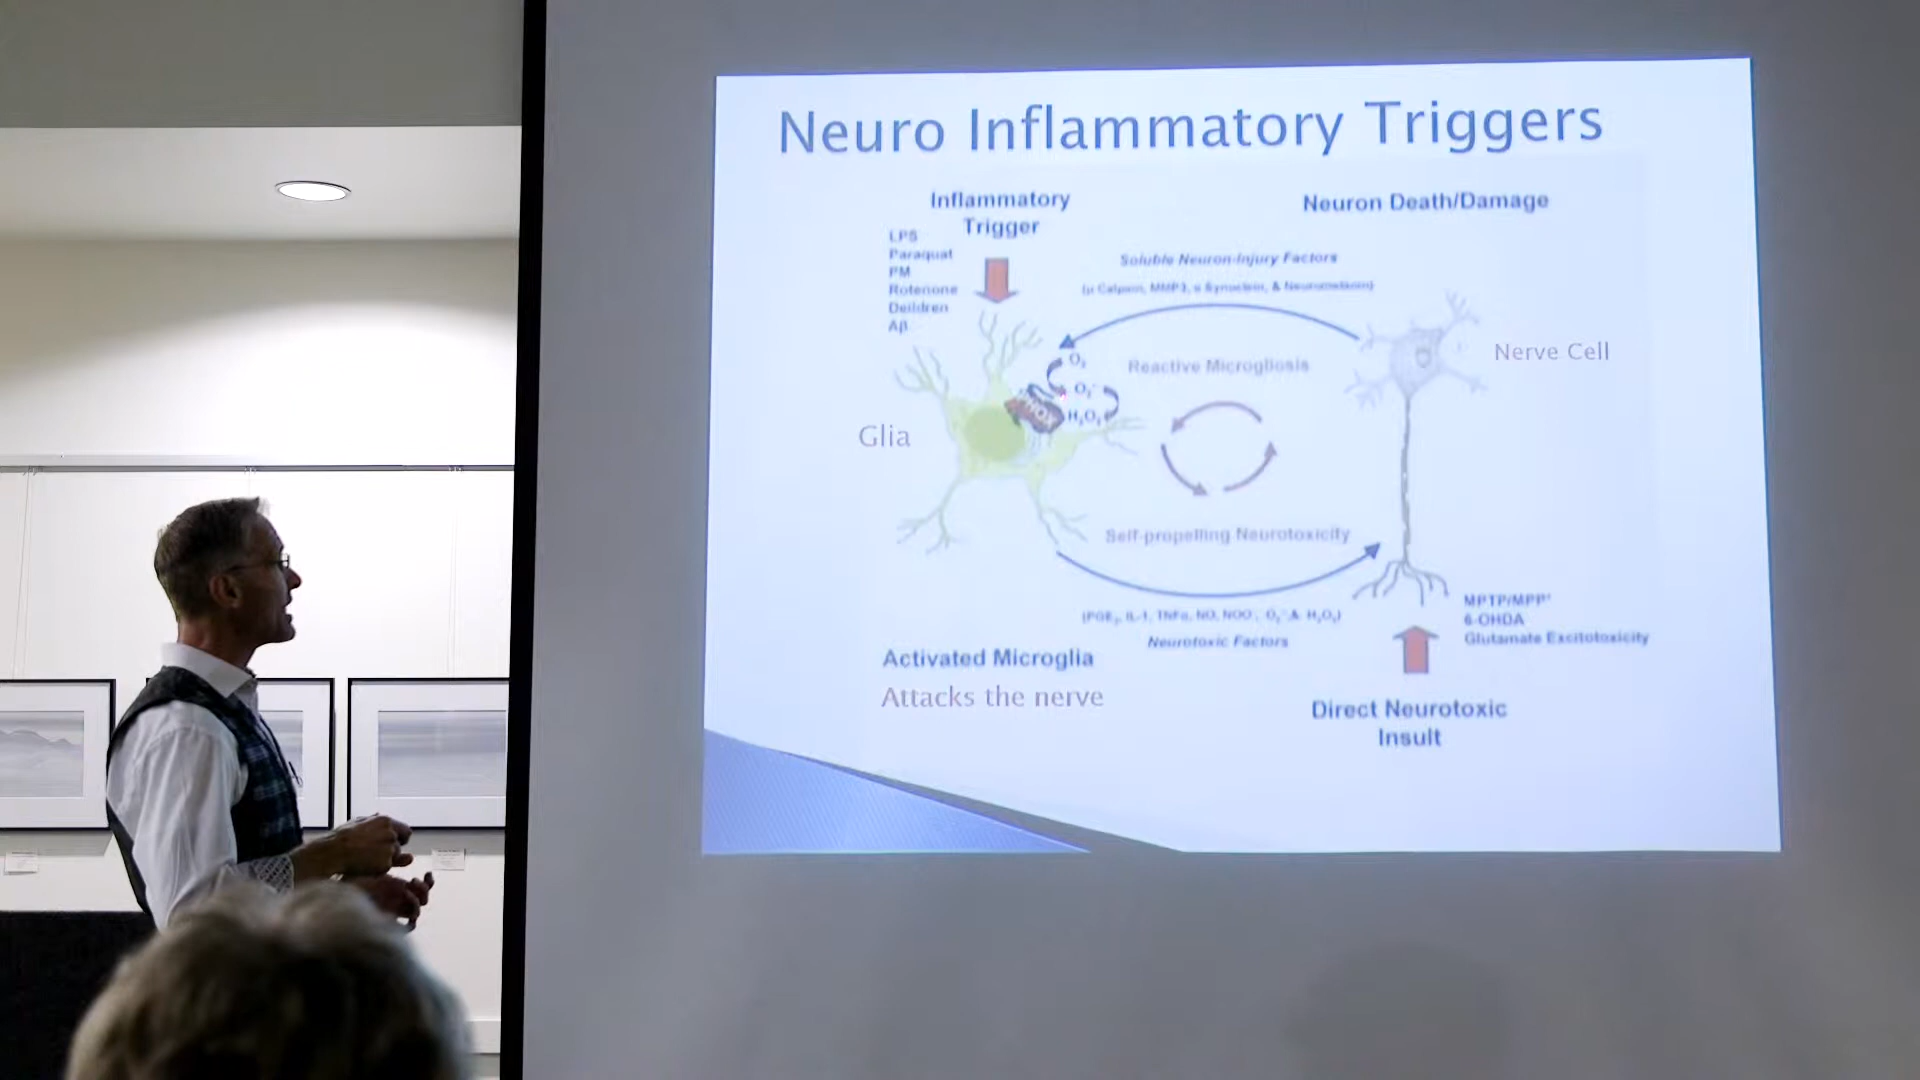 Neuro Inflammatory Triggers
Inflammatory
Trigger
Neuron Death/Damage
LPS
Paraquat
PM
Rotenone
Deildren
Aβ
Soluble Neuron-Injury Factors
(μ Calpain, MMP3, α Synuclein, & Neuromelanin)
O₂
O₂⁻
H₂O₂
NOX
Reactive Microgliosis
Nerve Cell
Glia
Self-propelling Neurotoxicity
(PGE₂, IL-1, TNFα, NO, NOO⁻, O₂⁻ & H₂O₂)
Neurotoxic Factors
MPTP/MPP⁺
6-OHDA
Glutamate Excitotoxicity
Activated Microglia
Attacks the nerve
Direct Neurotoxic
Insult